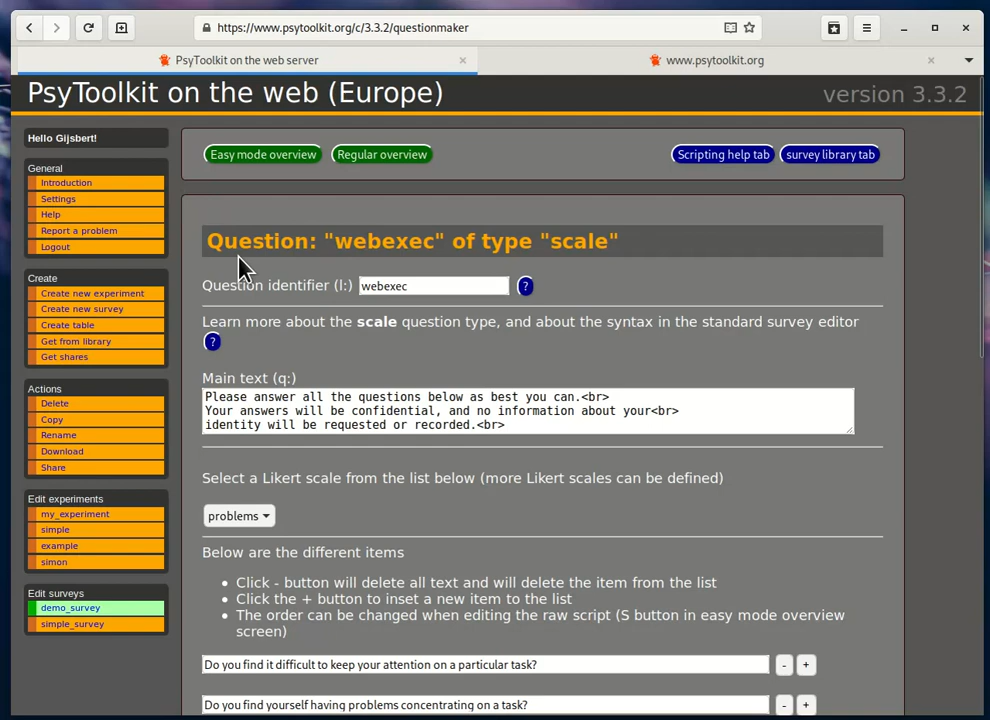 https://www.psytoolkit.org/c/3.3.2/questionmaker
PsyToolkit on the web server
www.psytoolkit.org
PsyToolkit on the web (Europe)
version 3.3.2
Hello Gijsbert!
General
Introduction
Settings
Help
Report a problem
Logout
Create
Create new experiment
Create new survey
Create table
Get from library
Get shares
Actions
Delete
Copy
Rename
Download
Share
Edit experiments
my_experiment
simple
example
simon
Edit surveys
demo_survey
simple_survey
Easy mode overview
Regular overview
Scripting help tab
survey library tab
Question: "webexec" of type "scale"
Question identifier (l:)
webexec
?
Learn more about the scale question type, and about the syntax in the standard survey editor
?
Main text (q:)
Please answer all the questions below as best you can.<br>
Your answers will be confidential, and no information about your<br>
identity will be requested or recorded.<br>
Select a Likert scale from the list below (more Likert scales can be defined)
problems
Below are the different items
• Click - button will delete all text and will delete the item from the list
• Click the + button to inset a new item to the list
• The order can be changed when editing the raw script (S button in easy mode overview
screen)
Do you find it difficult to keep your attention on a particular task?
- +
Do you find yourself having problems concentrating on a task?
- +